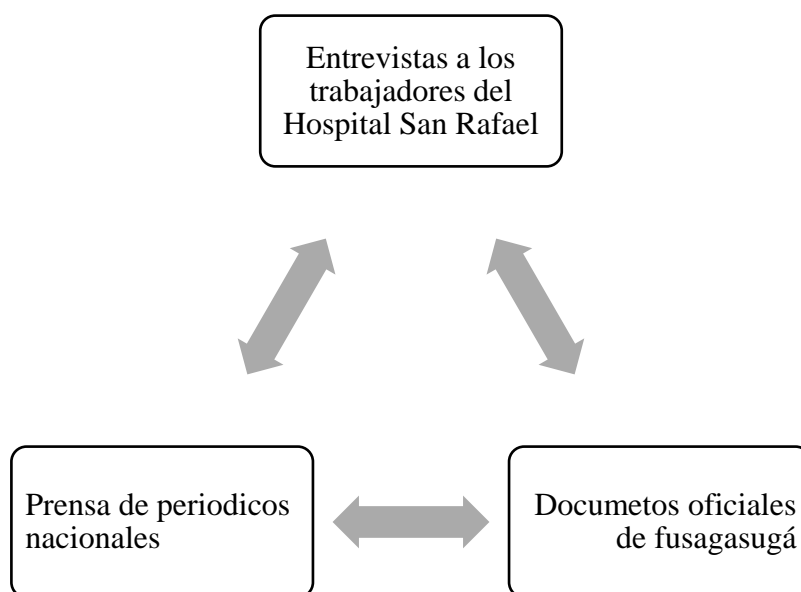 Entrevistas a los
trabajadores del
Hospital San Rafael
Prensa de periodicos
nacionales
Documetos oficiales
de fusagasugá